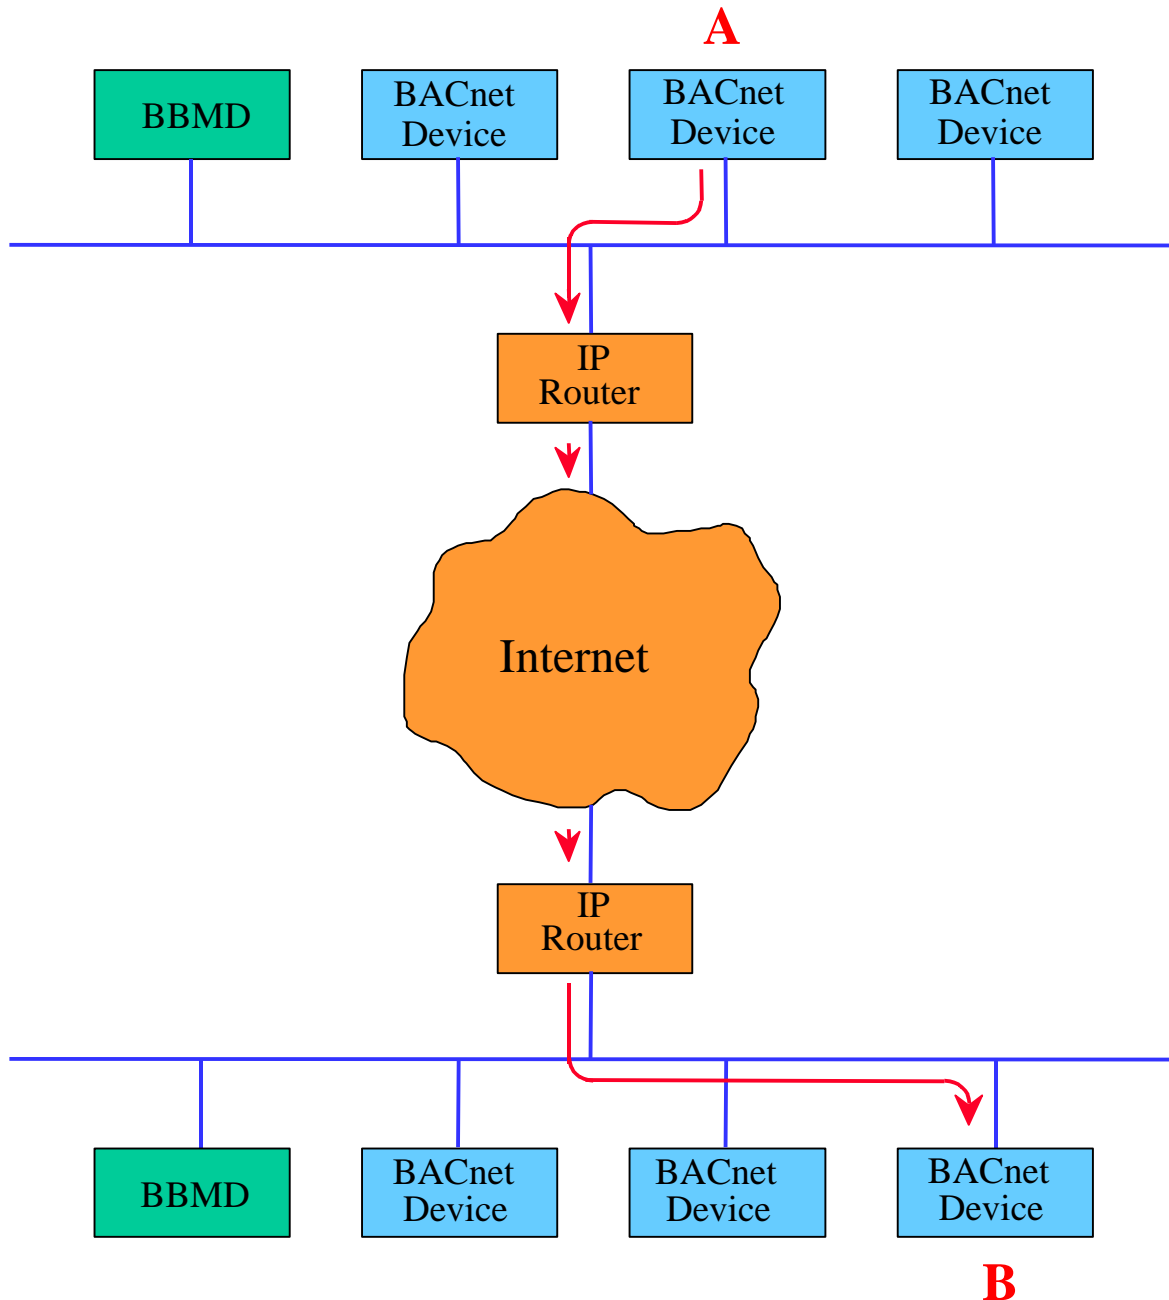 A
BBMD
BACnet
Device
BACnet
Device
BACnet
Device
IP
Router
Internet
IP
Router
BBMD
BACnet
Device
BACnet
Device
BACnet
Device
B